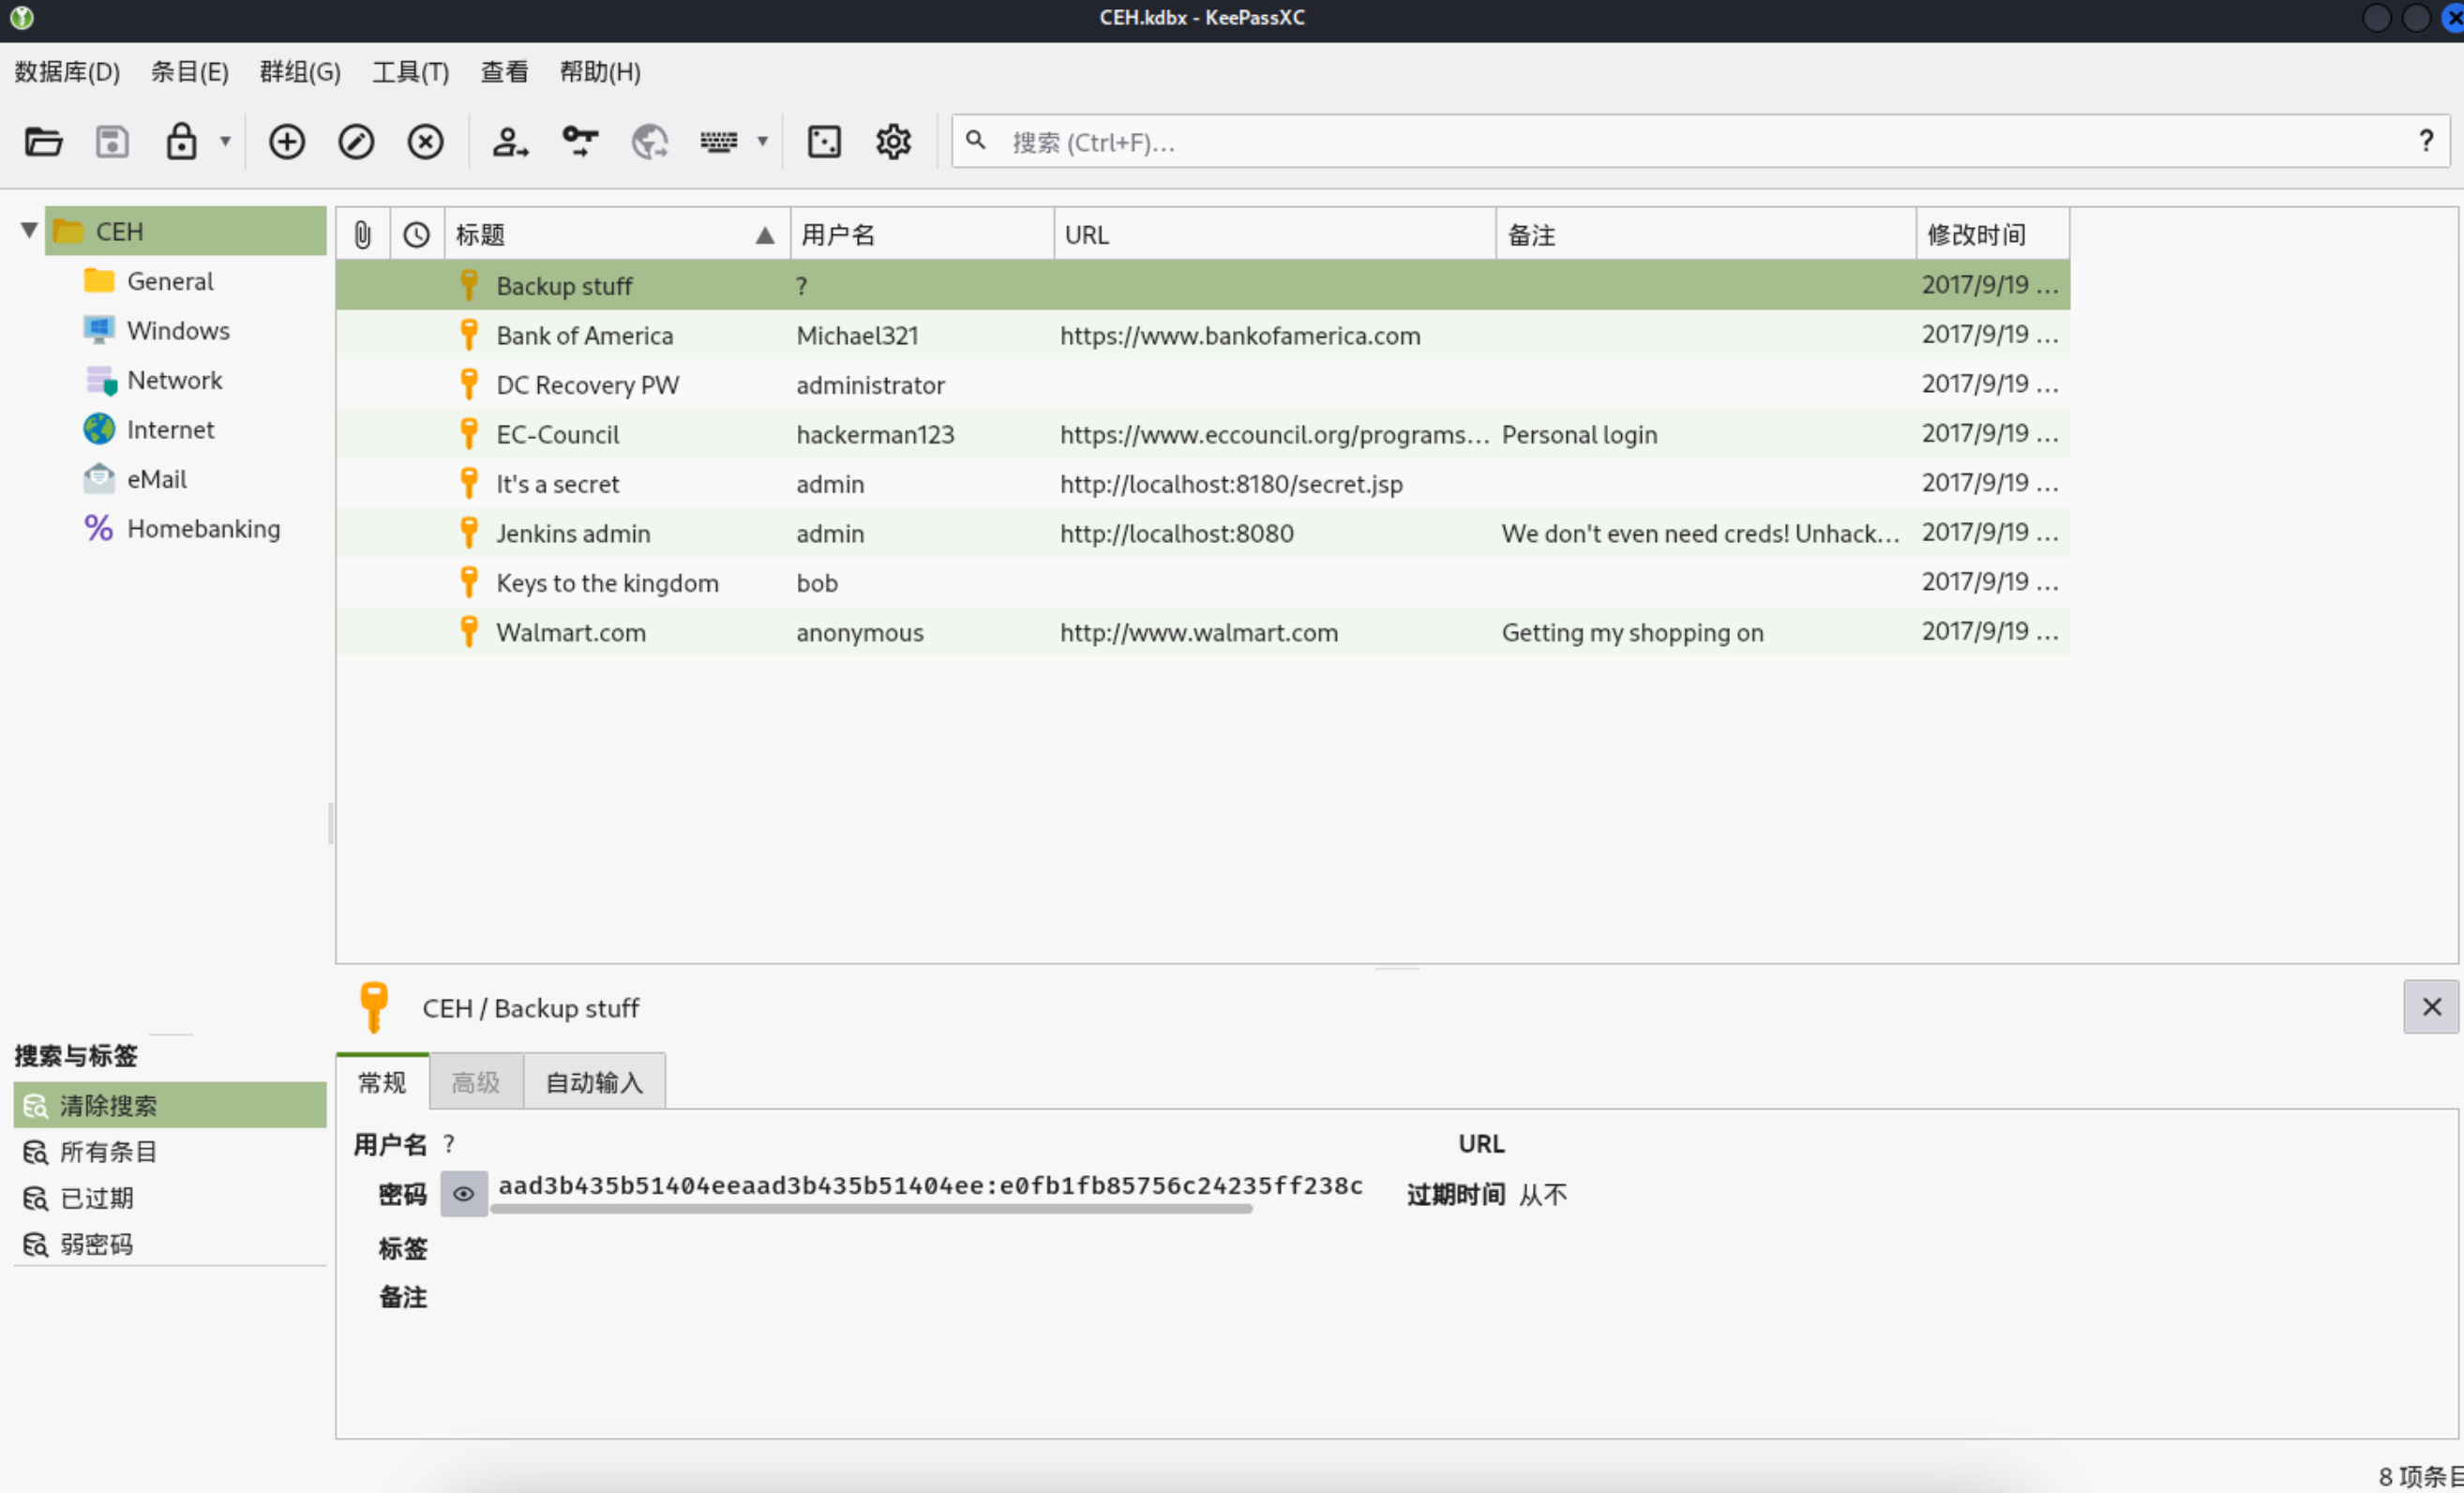 CEH.kdbx - KeePassXC
数据库(D) 条目(E) 群组(G) 工具(T) 查看 帮助(H)
搜索 (Ctrl+F)... ?
CEH
General
Windows
Network
Internet
eMail
Homebanking
标题 用户名 URL 备注 修改时间
Backup stuff ? 2017/9/19 ...
Bank of America Michael321 https://www.bankofamerica.com 2017/9/19 ...
DC Recovery PW administrator 2017/9/19 ...
EC-Council hackerman123 https://www.eccouncil.org/programs... Personal login 2017/9/19 ...
It's a secret admin http://localhost:8180/secret.jsp 2017/9/19 ...
Jenkins admin admin http://localhost:8080 We don't even need creds! Unhack... 2017/9/19 ...
Keys to the kingdom bob 2017/9/19 ...
Walmart.com anonymous http://www.walmart.com Getting my shopping on 2017/9/19 ...
搜索与标签
清除搜索
所有条目
已过期
弱密码
CEH / Backup stuff
常规 高级 自动输入
用户名 ? URL
密码 aad3b435b51404eeaad3b435b51404ee:e0fb1fb85756c24235ff238c 过期时间 从不
标签
备注
8 项条目